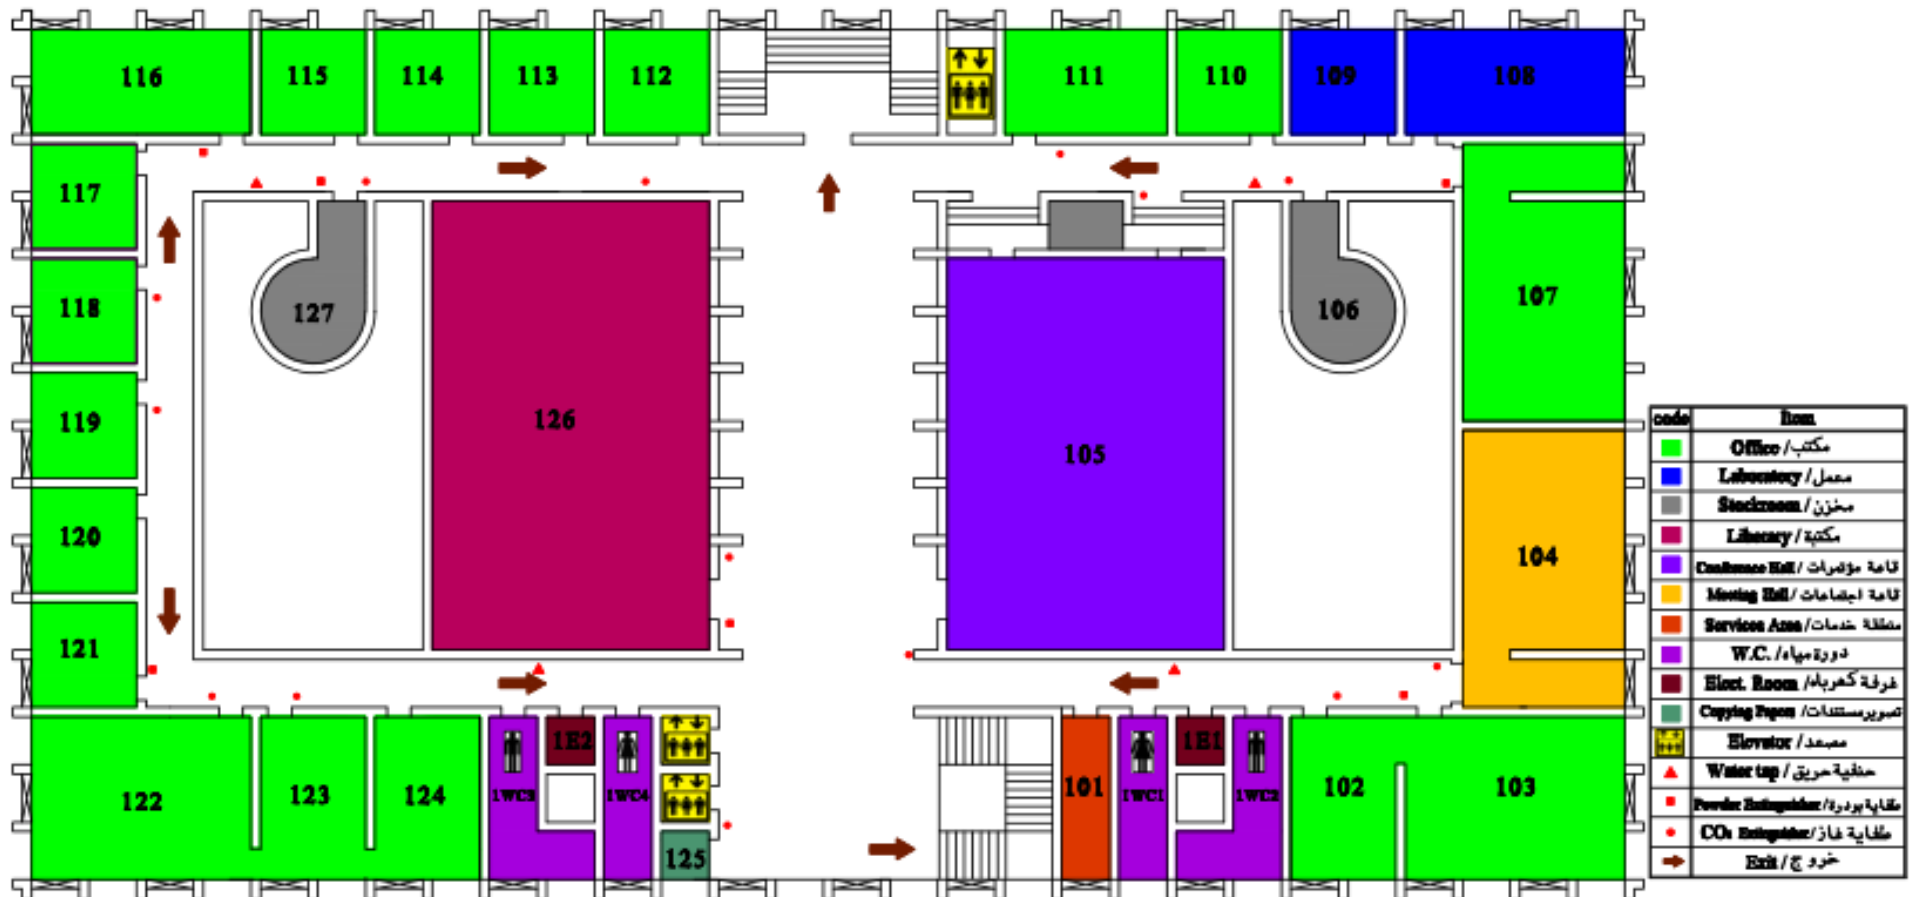 116
115
114
113
112
111
110
109
108
117
118
127
106
107
119
126
105
120
104
121
1E2
1E1
122
123
124
1WC3
1WC4
101
1WC1
1WC2
102
103
125
code Item
Office / مكتب
Laboratory / معمل
Stockroom / مخزن
Liberary / مكتبة
Conference Hall / قاعة مؤتمرات
Meeting Hall / قاعة اجتماعات
Services Area / منطقة خدمات
W.C. / دورة مياه
Elect. Room / غرفة كهرباء
Copying Papers / تصوير مستندات
Elevator / مصعد
Water tap / حنفية حريق
Powder Extinguisher / طفاية بودرة
CO₂ Extinguisher / طفاية غاز
Exit / خروج